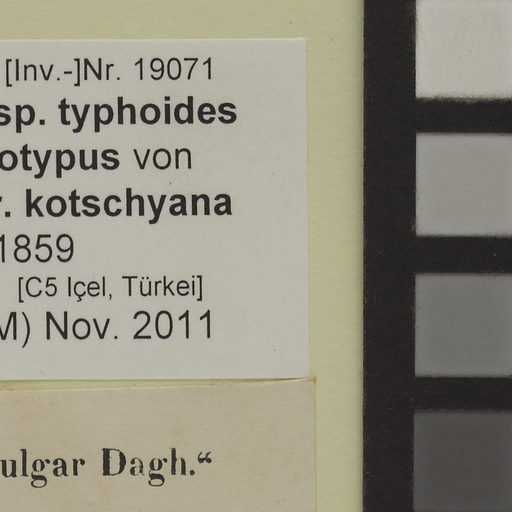 [Inv.-]Nr. 19071
sp. typhoides
otypus von
r. kotschyana
1859
[C5 Içel, Türkei]
M) Nov. 2011
ulgar Dagh.“